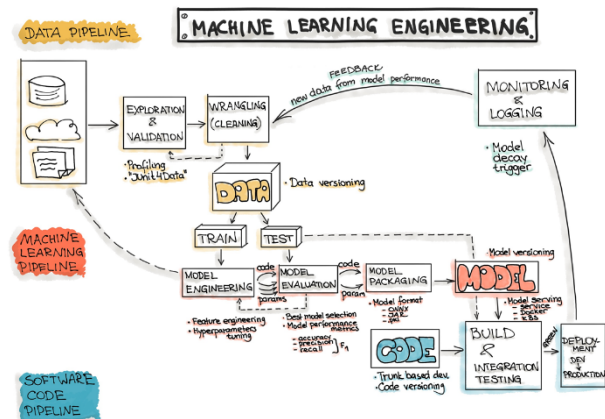 DATA PIPELINE
MACHINE LEARNING ENGINEERING
EXPLORATION
&
VALIDATION
WRANGLING
(CLEANING)
FEEDBACK
new data from model performance
MONITORING
&
LOGGING
• Profiling
• "JUnit4Data"
• Model
decay
trigger
DATA
• Data versioning
TRAIN
TEST
MACHINE
LEARNING
PIPELINE
MODEL
ENGINEERING
code
params
MODEL
EVALUATION
code
param
MODEL
PACKAGING
• Model versioning
MODEL
• Feature engineering
• Hyperparameters
tuning
• Best model selection
• Model performance
metrics
- accuracy
- precision
- recall
F1
• Model format
- ONNX
- .pkl
• Model serving
- service
- Docker
- K8S
CODE
• Trunk based dev.
• Code versioning
BUILD
&
INTEGRATION
TESTING
DEPLOY-
MENT
DEV
PRODUCTION
SOFTWARE
CODE
PIPELINE